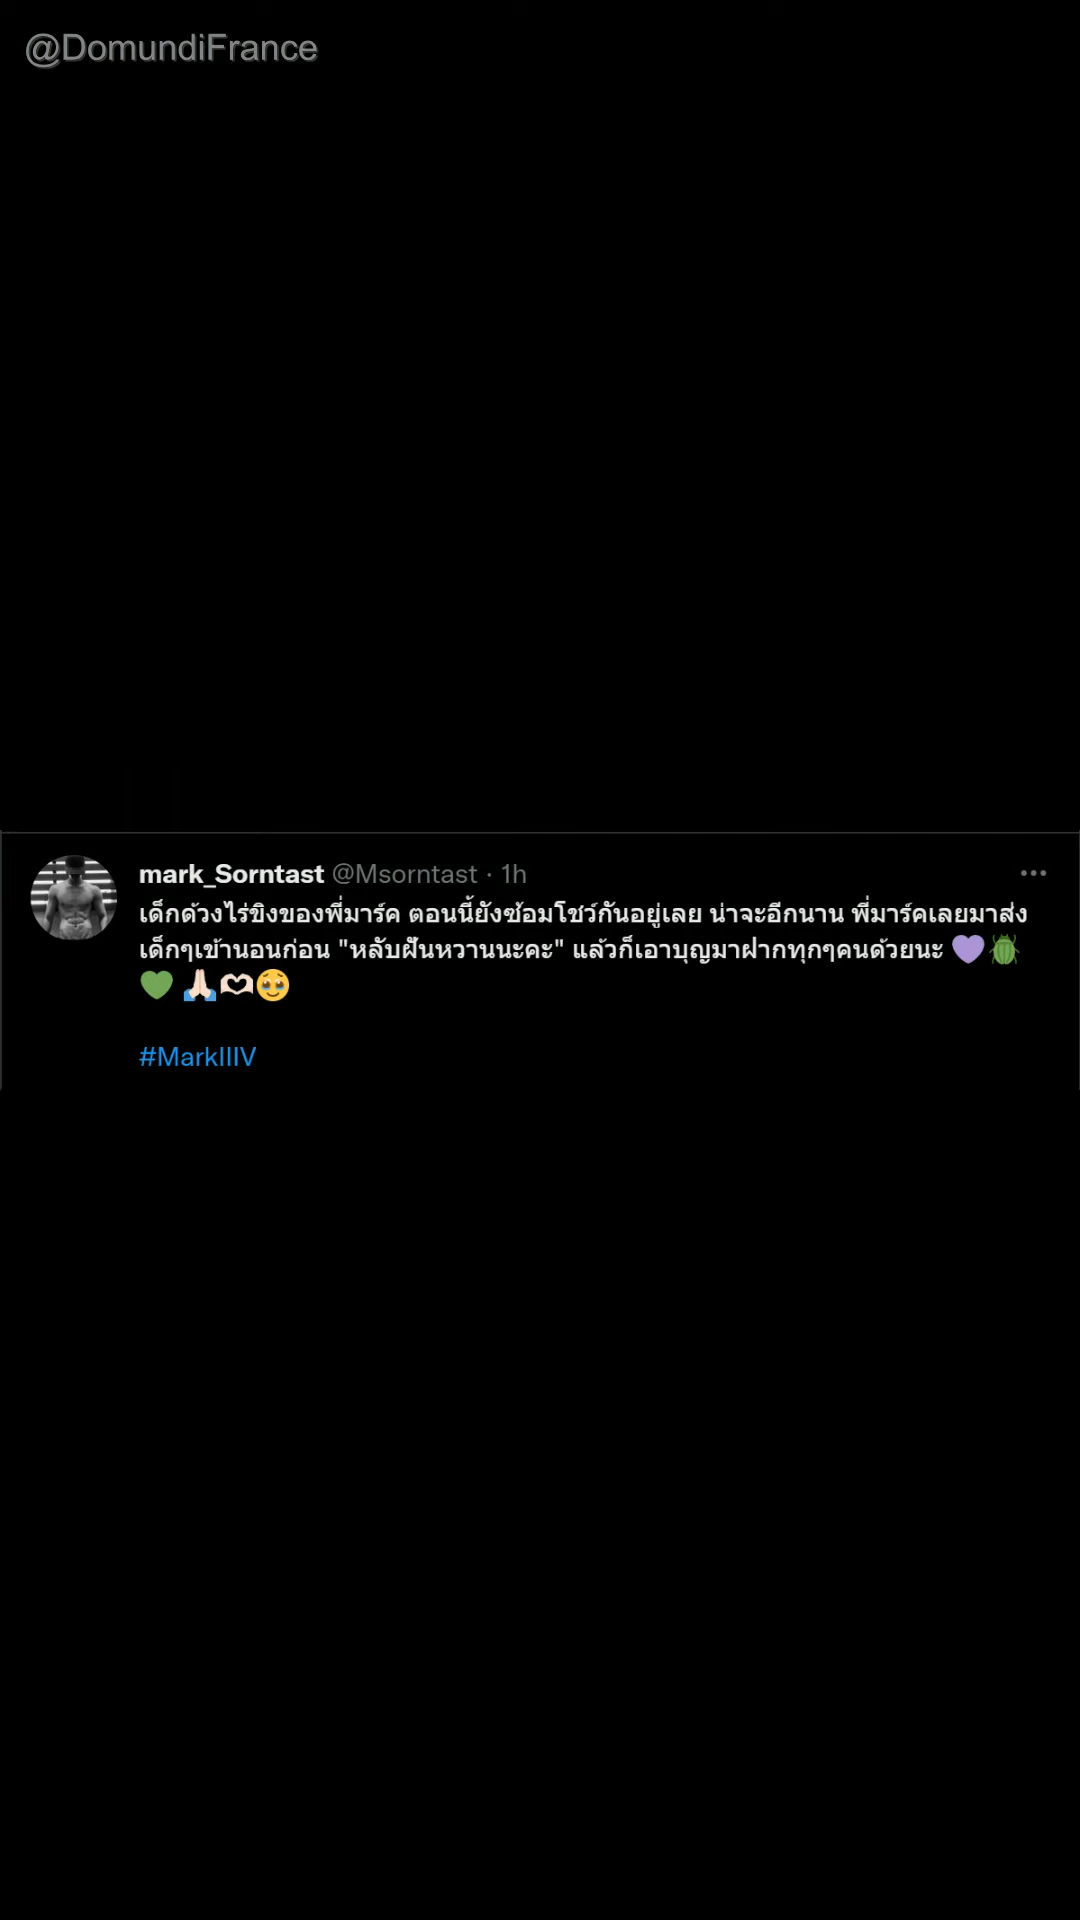 @DomundiFrance
mark_Sorntast @Msorntast · 1h
เด็กด้วงไร่ขิงของพี่มาร์ค ตอนนี้ยังซ้อมโชว์กันอยู่เลย น่าจะอีกนาน พี่มาร์คเลยมาส่ง
เด็กๆเข้านอนก่อน "หลับฝันหวานนะคะ" แล้วก็เอาบุญมาฝากทุกๆคนด้วยนะ 💜🪲
💚 🙏🏻🫶🏻🥹
#MarkIIIV